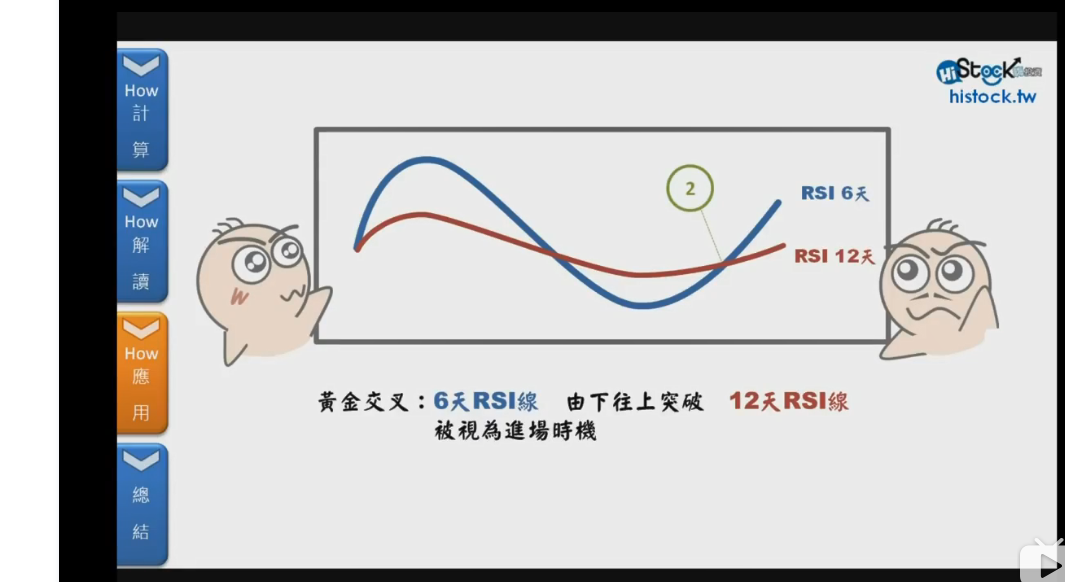 How
計
算
How
解
讀
How
應
用
總
結
HiStock
histock.tw
2
RSI 6天
RSI 12天
w
黃金交叉：6天RSI線 由下往上突破 12天RSI線
被視為進場時機